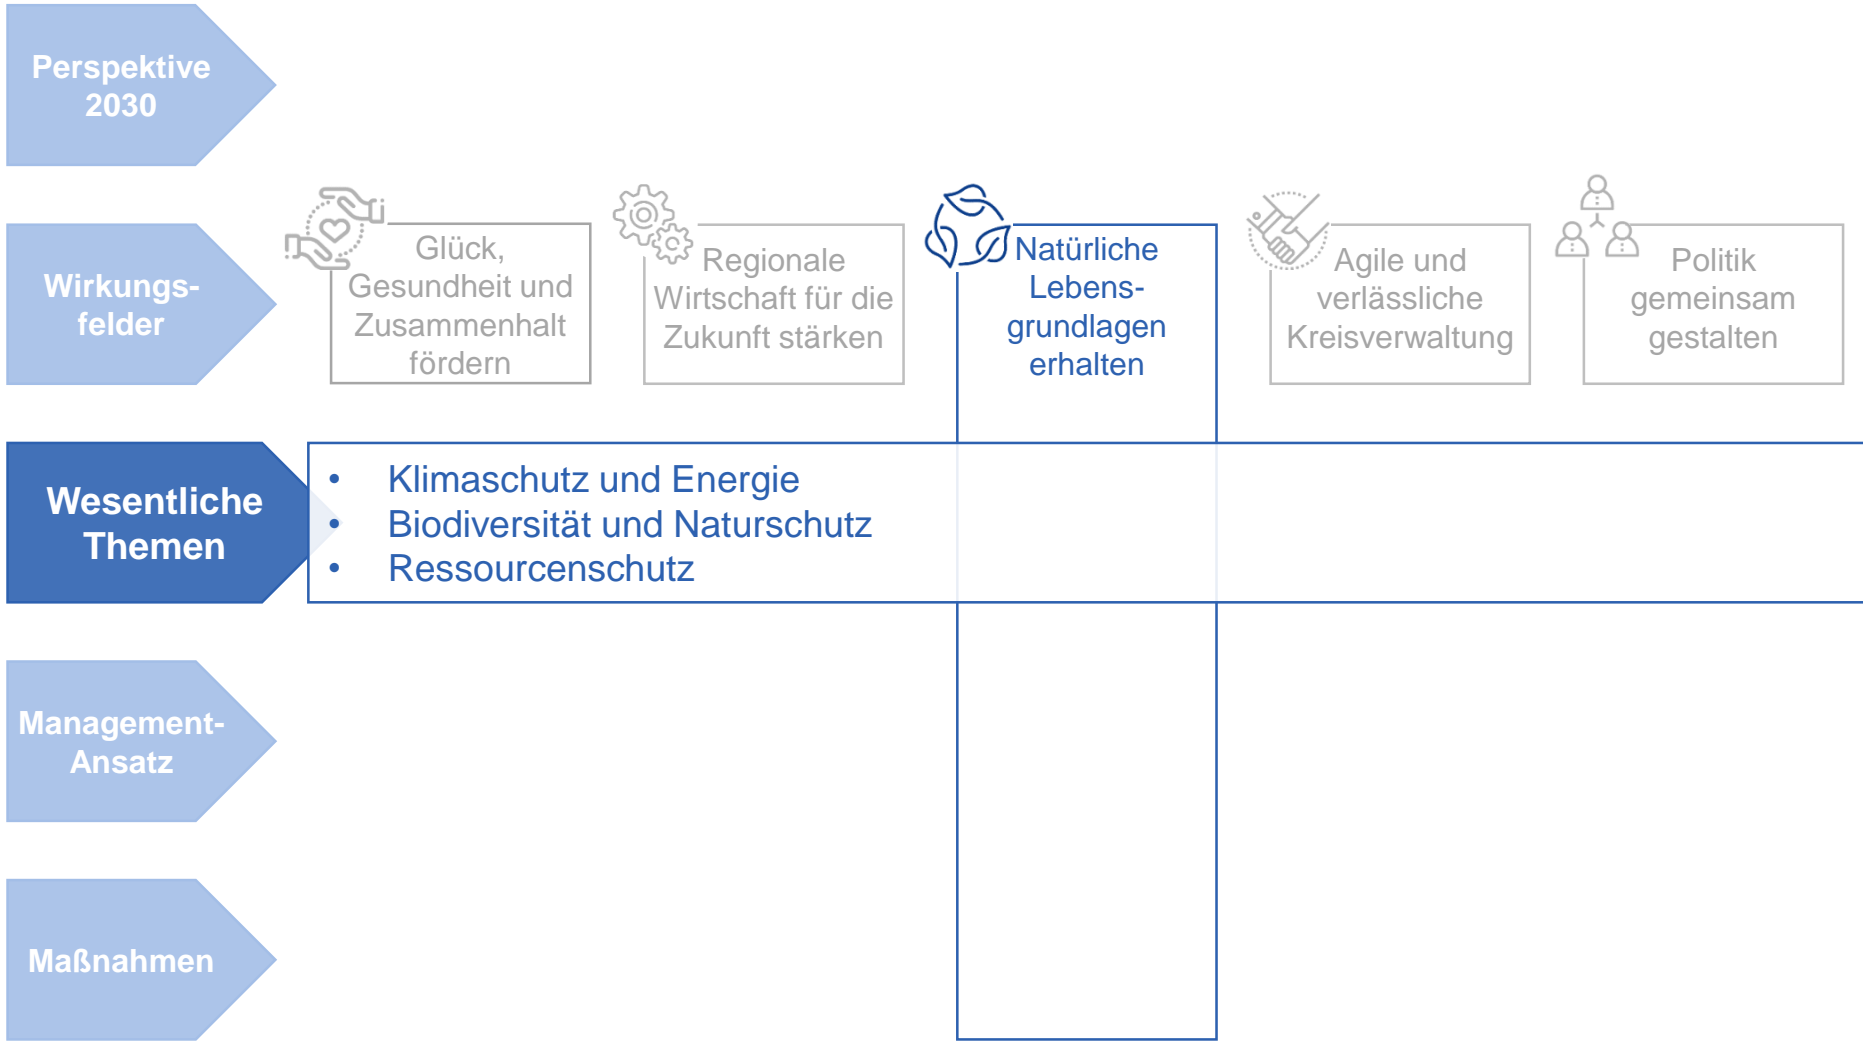 Perspektive
2030
Wirkungs-
felder
Glück,
Gesundheit und
Zusammenhalt
fördern
Regionale
Wirtschaft für die
Zukunft stärken
Natürliche
Lebens-
grundlagen
erhalten
Agile und
verlässliche
Kreisverwaltung
Politik
gemeinsam
gestalten
Wesentliche
Themen
• Klimaschutz und Energie
• Biodiversität und Naturschutz
• Ressourcenschutz
Management-
Ansatz
Maßnahmen